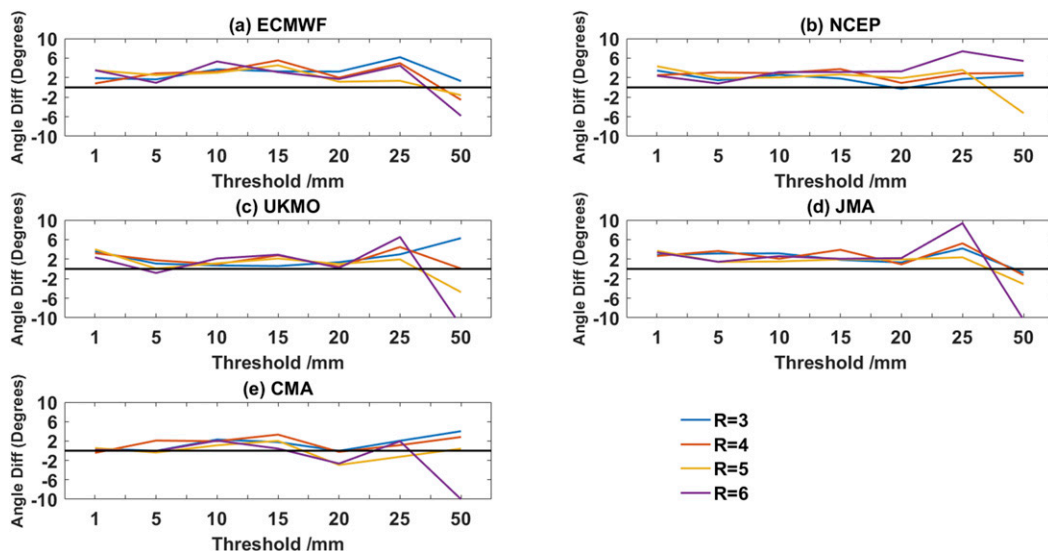 (a) ECMWF
Angle Diff (Degrees)
10
6
2
-2
-6
-10
1 5 10 15 20 25 50
Threshold /mm
(b) NCEP
Angle Diff (Degrees)
10
6
2
-2
-6
-10
1 5 10 15 20 25 50
Threshold /mm
(c) UKMO
Angle Diff (Degrees)
10
6
2
-2
-6
-10
1 5 10 15 20 25 50
Threshold /mm
(d) JMA
Angle Diff (Degrees)
10
6
2
-2
-6
-10
1 5 10 15 20 25 50
Threshold /mm
(e) CMA
Angle Diff (Degrees)
10
6
2
-2
-6
-10
1 5 10 15 20 25 50
Threshold /mm
R=3
R=4
R=5
R=6